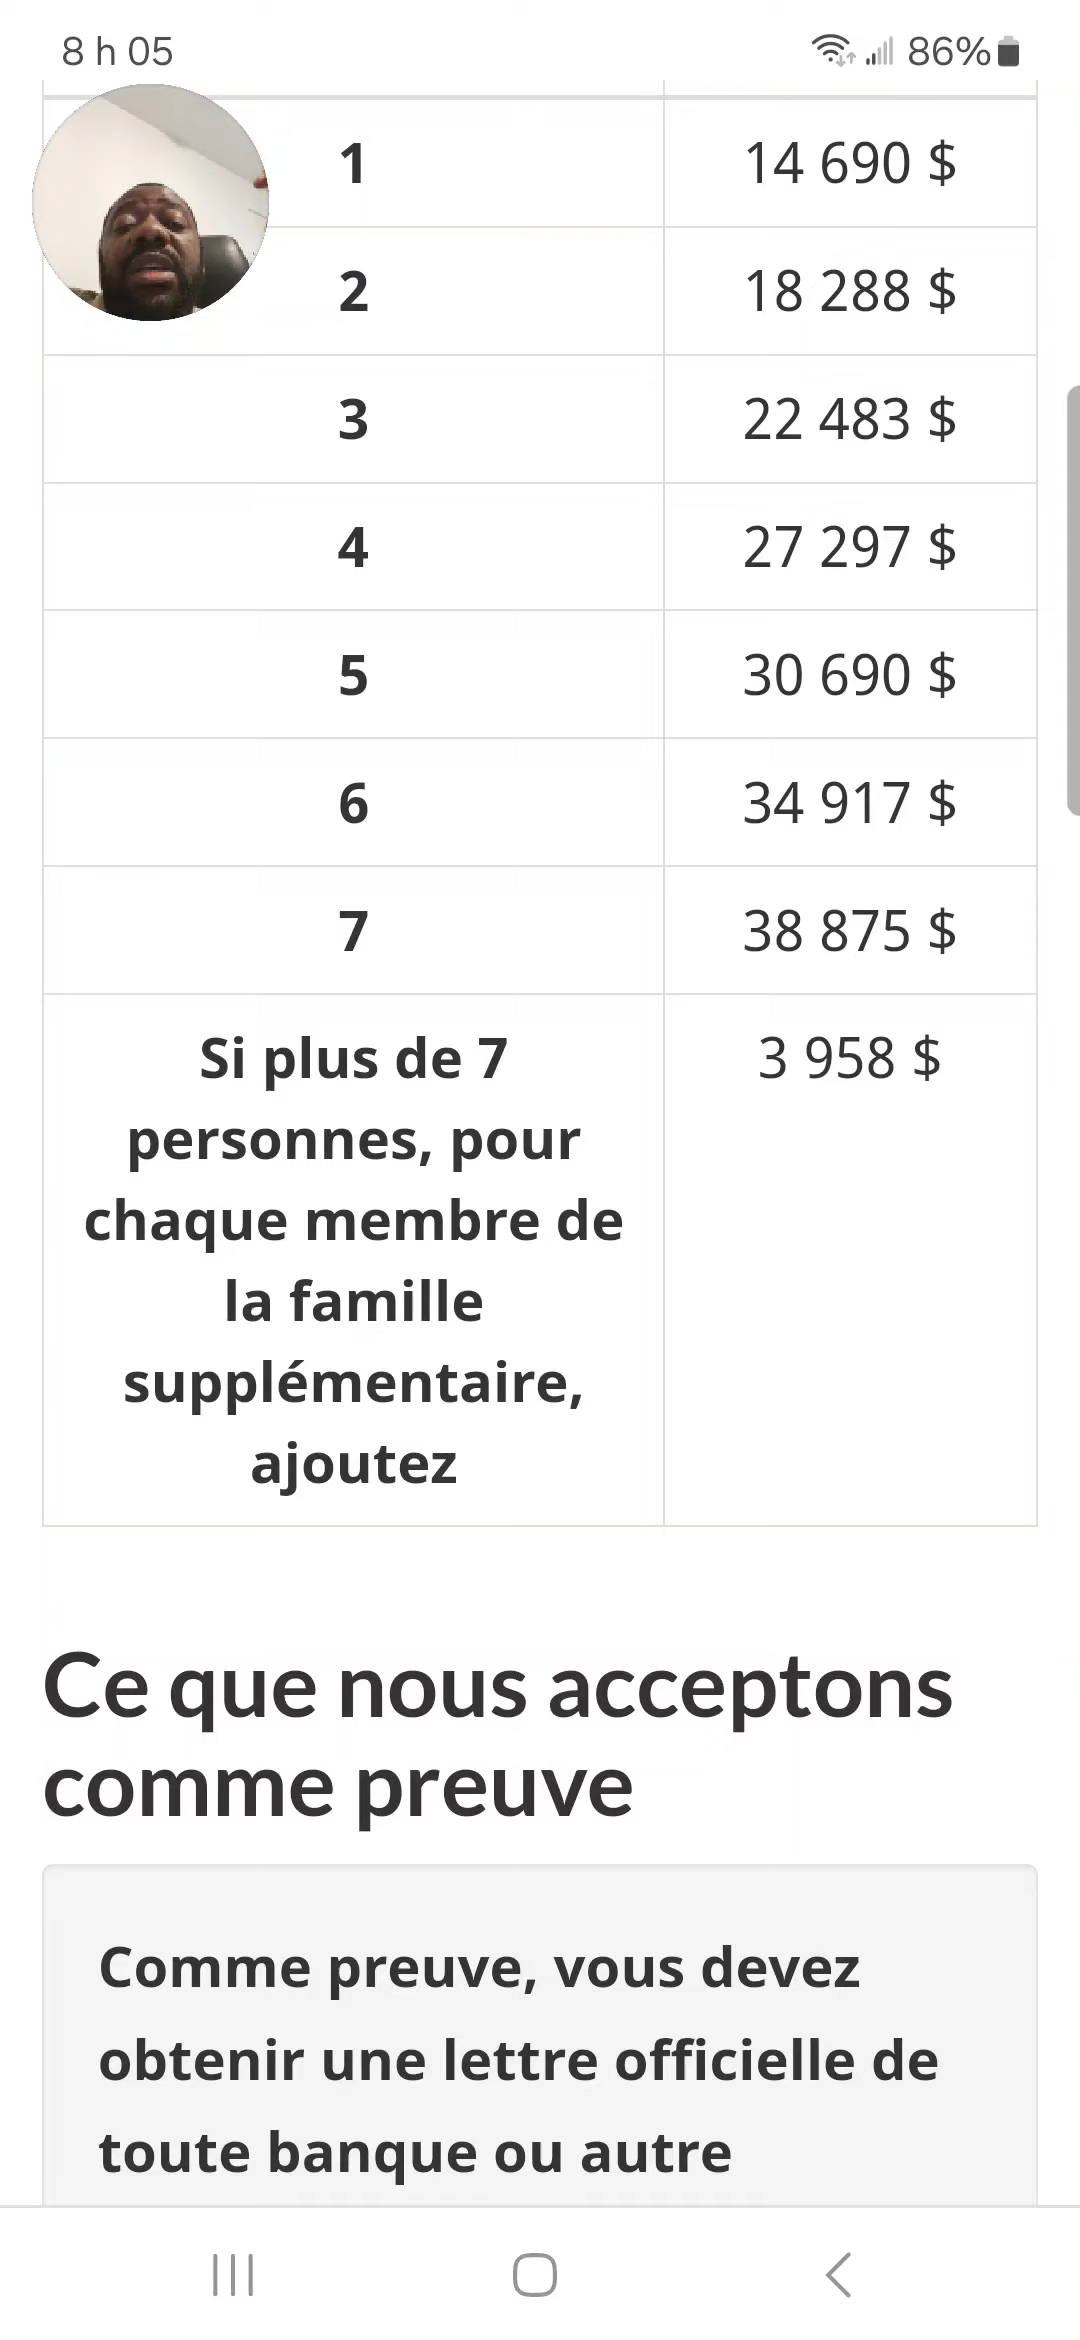 8 h 05
86%
1 14 690 $
2 18 288 $
3 22 483 $
4 27 297 $
5 30 690 $
6 34 917 $
7 38 875 $
Si plus de 7 3 958 $
personnes, pour
chaque membre de
la famille
supplémentaire,
ajoutez
Ce que nous acceptons
comme preuve
Comme preuve, vous devez
obtenir une lettre officielle de
toute banque ou autre